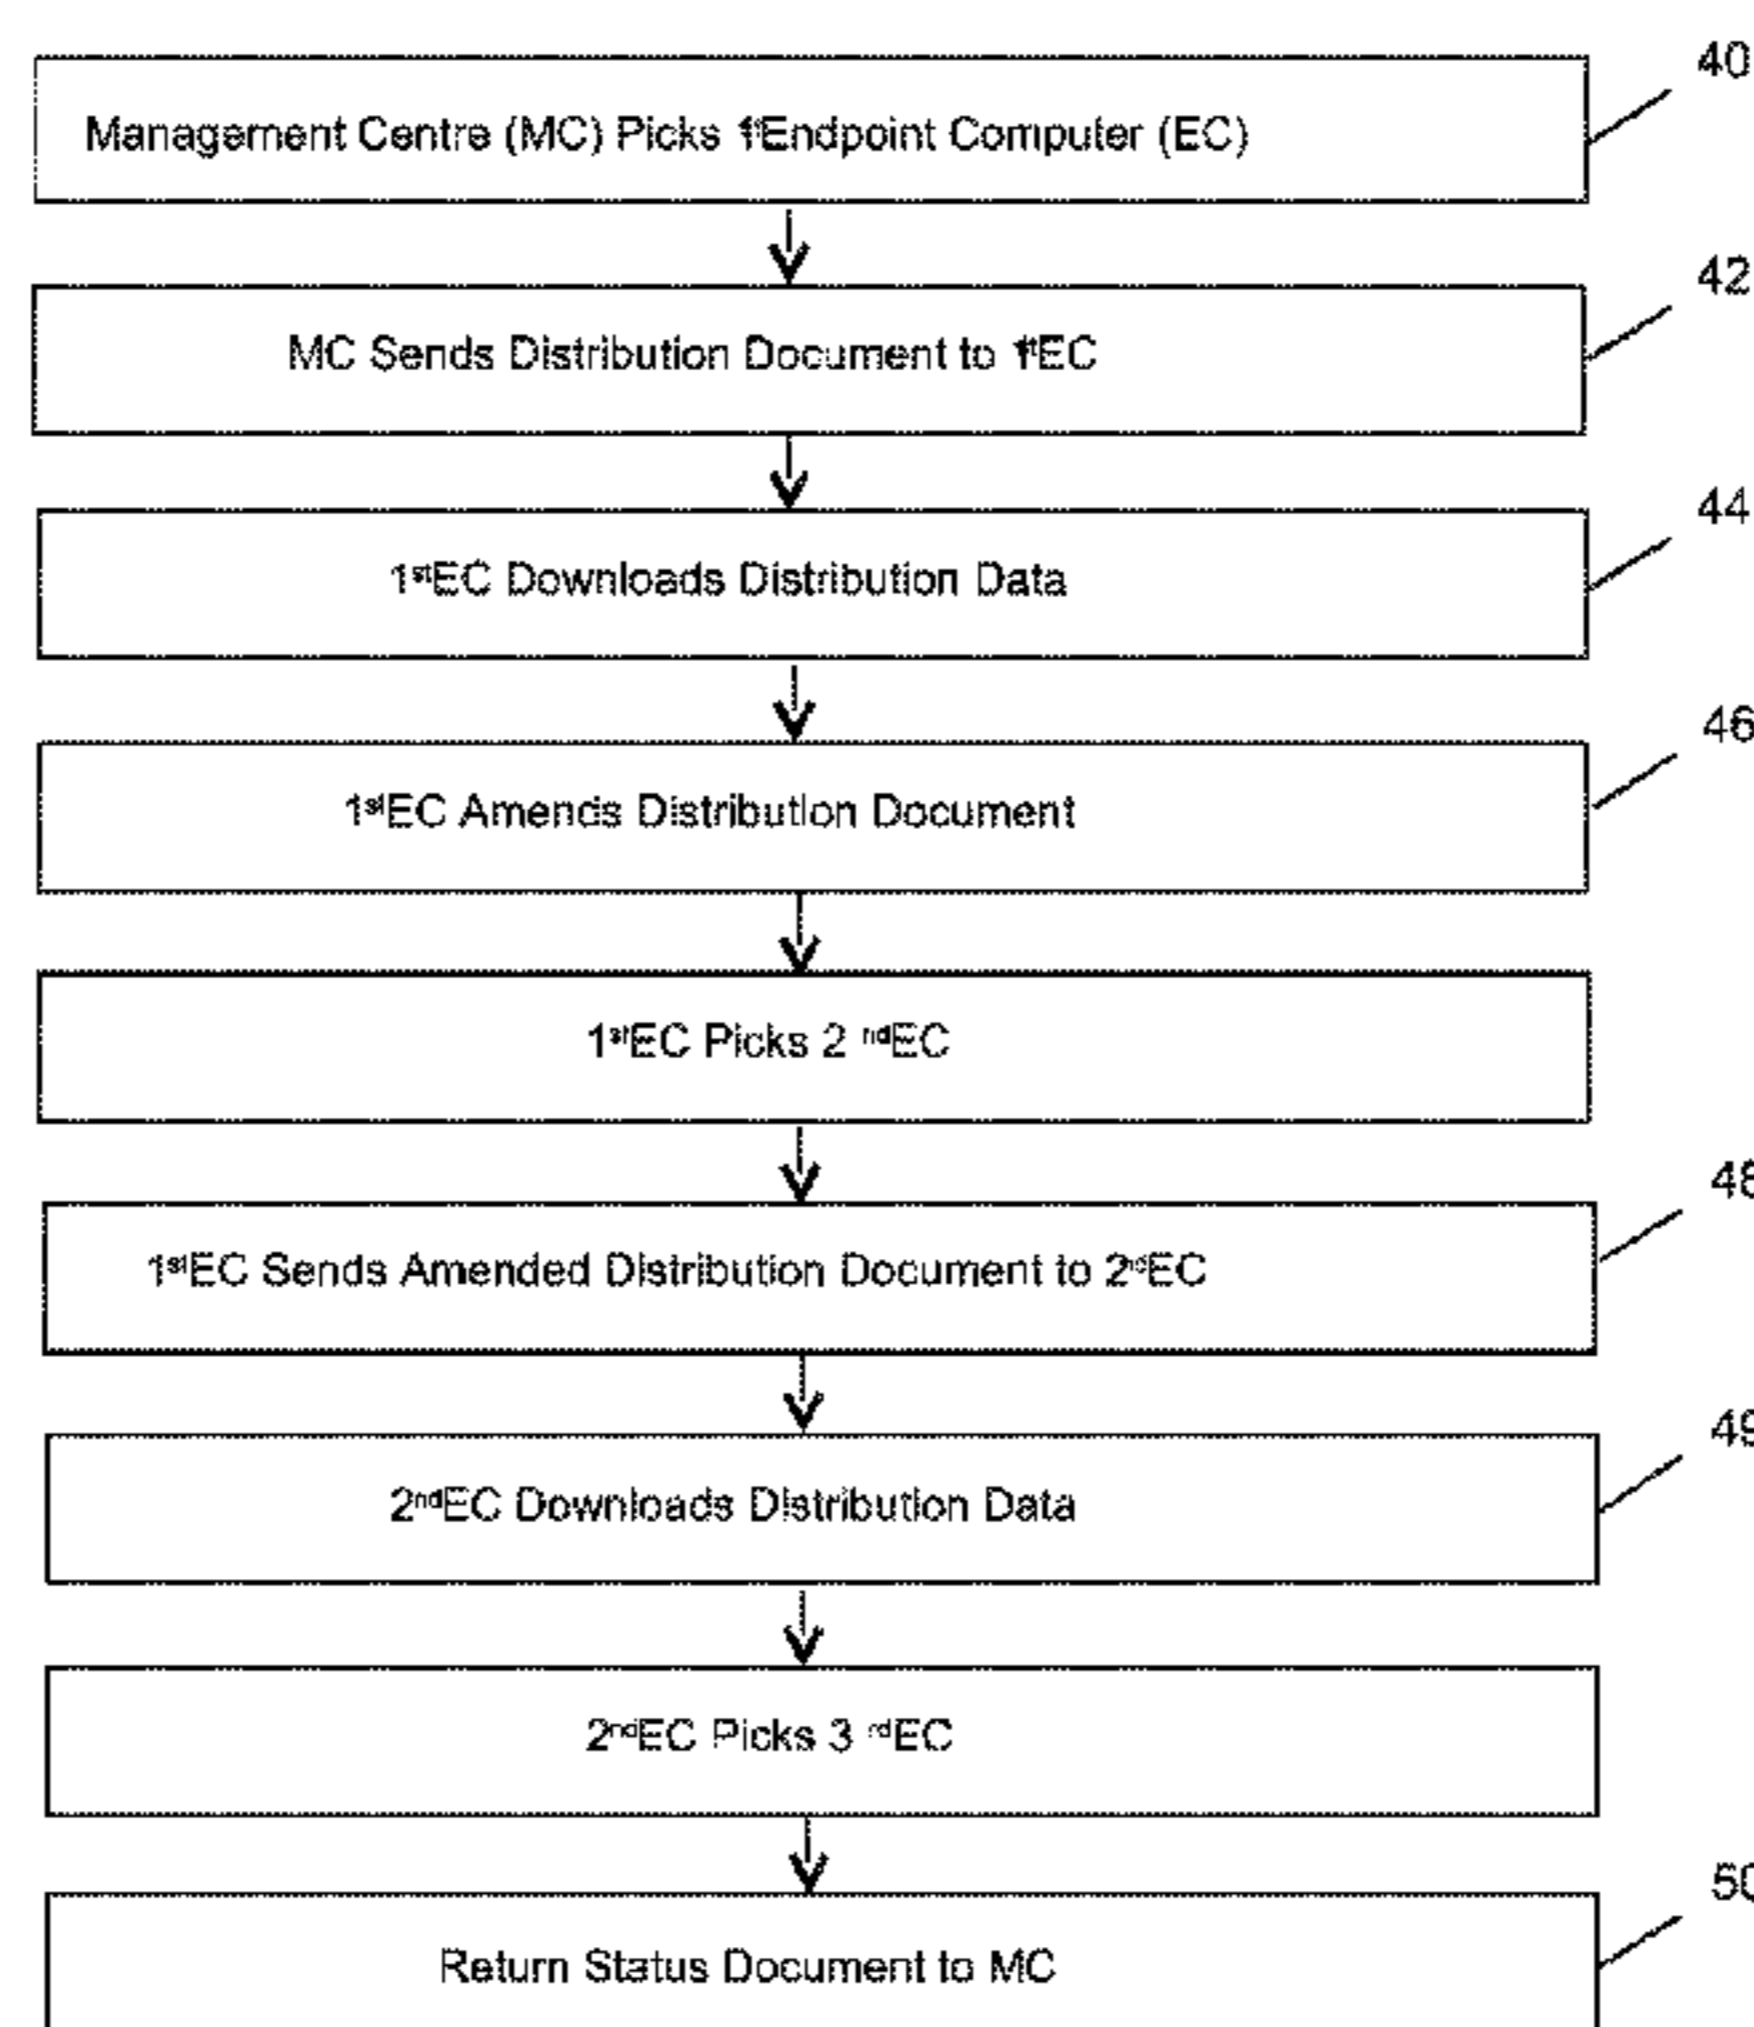 40
Management Centre (MC) Picks 1stEndpoint Computer (EC)
42
MC Sends Distribution Document to 1stEC
44
1stEC Downloads Distribution Data
46
1stEC Amends Distribution Document
1stEC Picks 2 ndEC
48
1stEC Sends Amended Distribution Document to 2ndEC
49
2ndEC Downloads Distribution Data
2ndEC Picks 3 rdEC
50
Return Status Document to MC